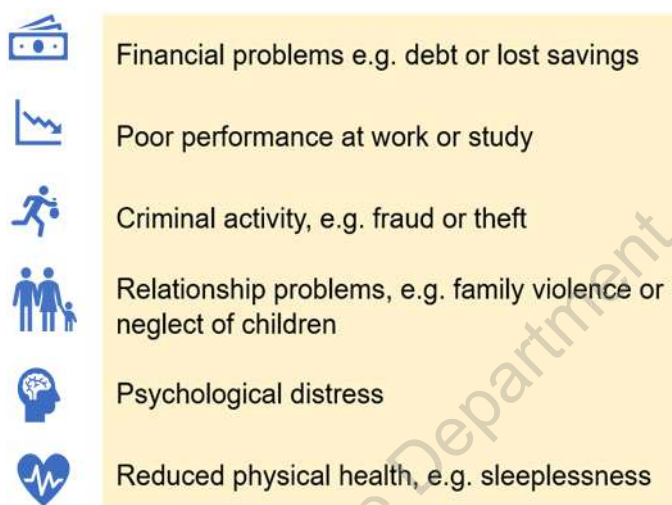 Financial problems e.g. debt or lost savings
Poor performance at work or study
Criminal activity, e.g. fraud or theft
Relationship problems, e.g. family violence or
neglect of children
Psychological distress
Reduced physical health, e.g. sleeplessness
Department